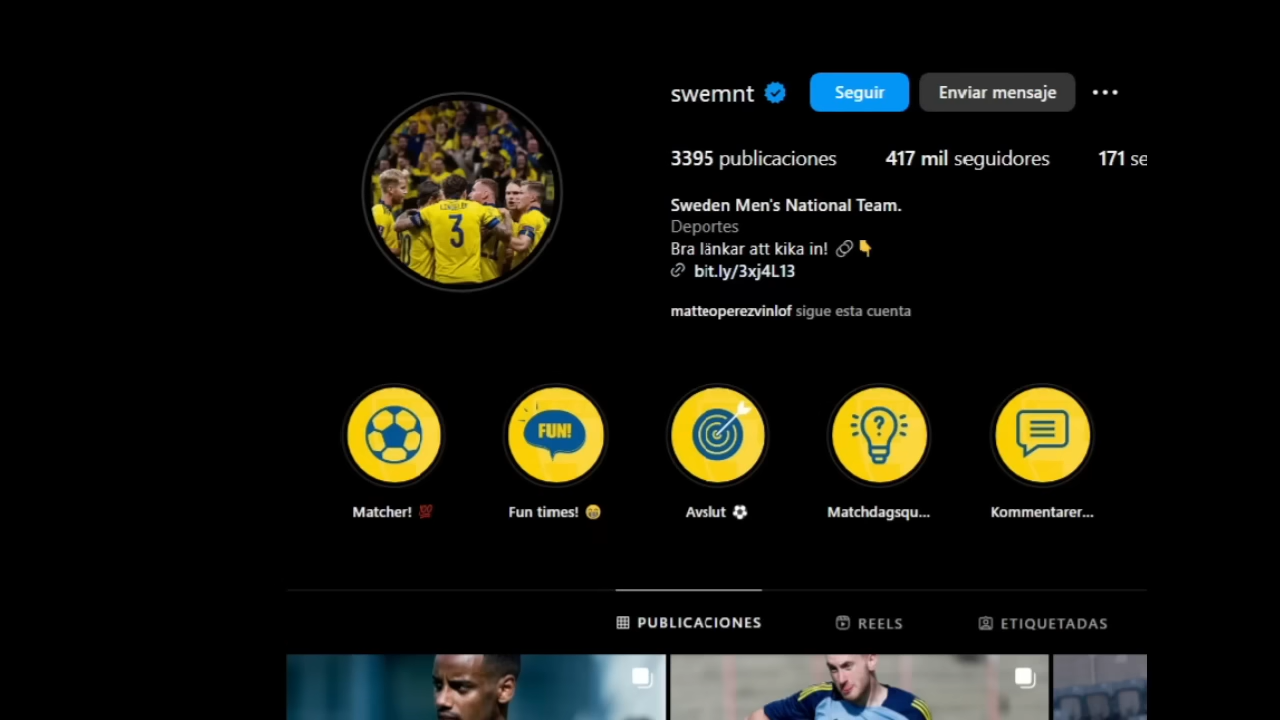 swemnt Seguir Enviar mensaje
3395 publicaciones 417 mil seguidores 171 se
Sweden Men's National Team.
Deportes
Bra länkar att kika in! 🔗👇
bit.ly/3xj4L13
matteoperezvinlof sigue esta cuenta
3
FUN!
?
Matcher! 💯 Fun times! 😁 Avslut ⚽ Matchdagsqu... Kommentarer...
PUBLICACIONES REELS ETIQUETADAS